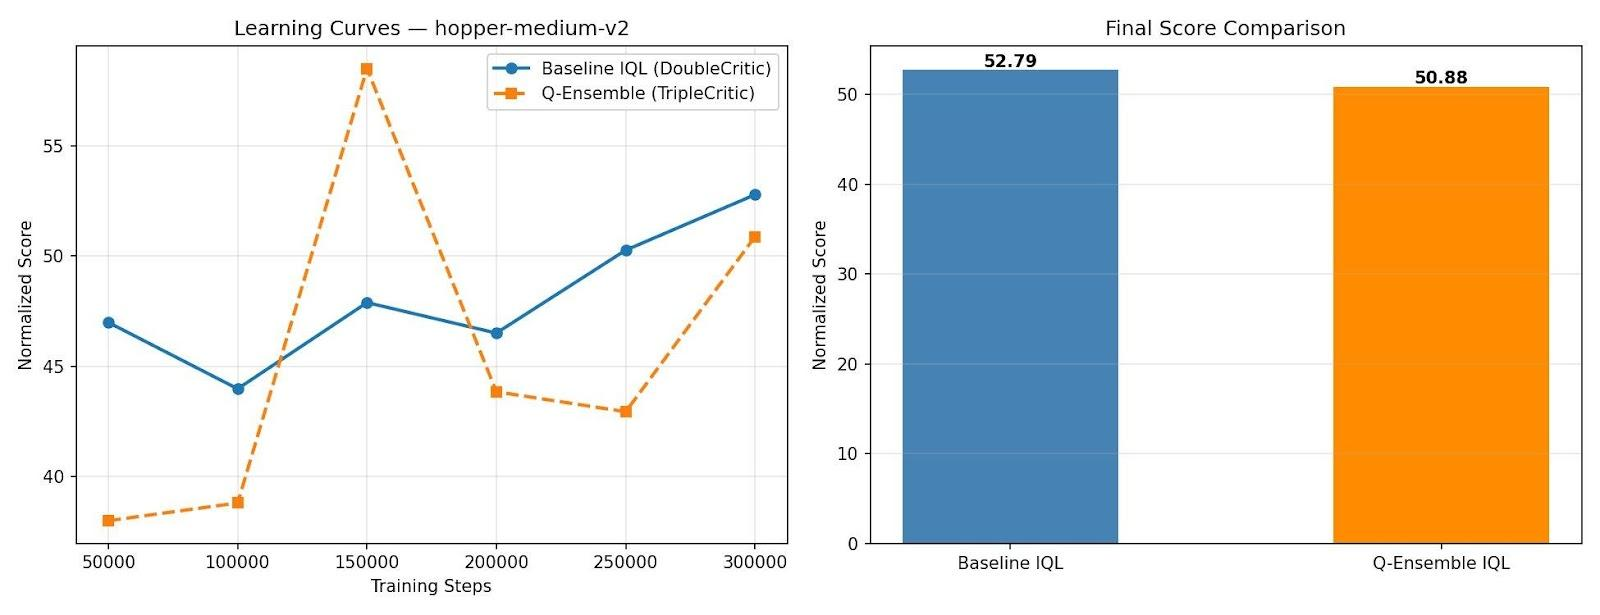 Learning Curves — hopper-medium-v2
Baseline IQL (DoubleCritic)
Q-Ensemble (TripleCritic)
Normalized Score
55
50
45
40
50000 100000 150000 200000 250000 300000
Training Steps
Final Score Comparison
52.79
50.88
Normalized Score
50
40
30
20
10
0
Baseline IQL Q-Ensemble IQL